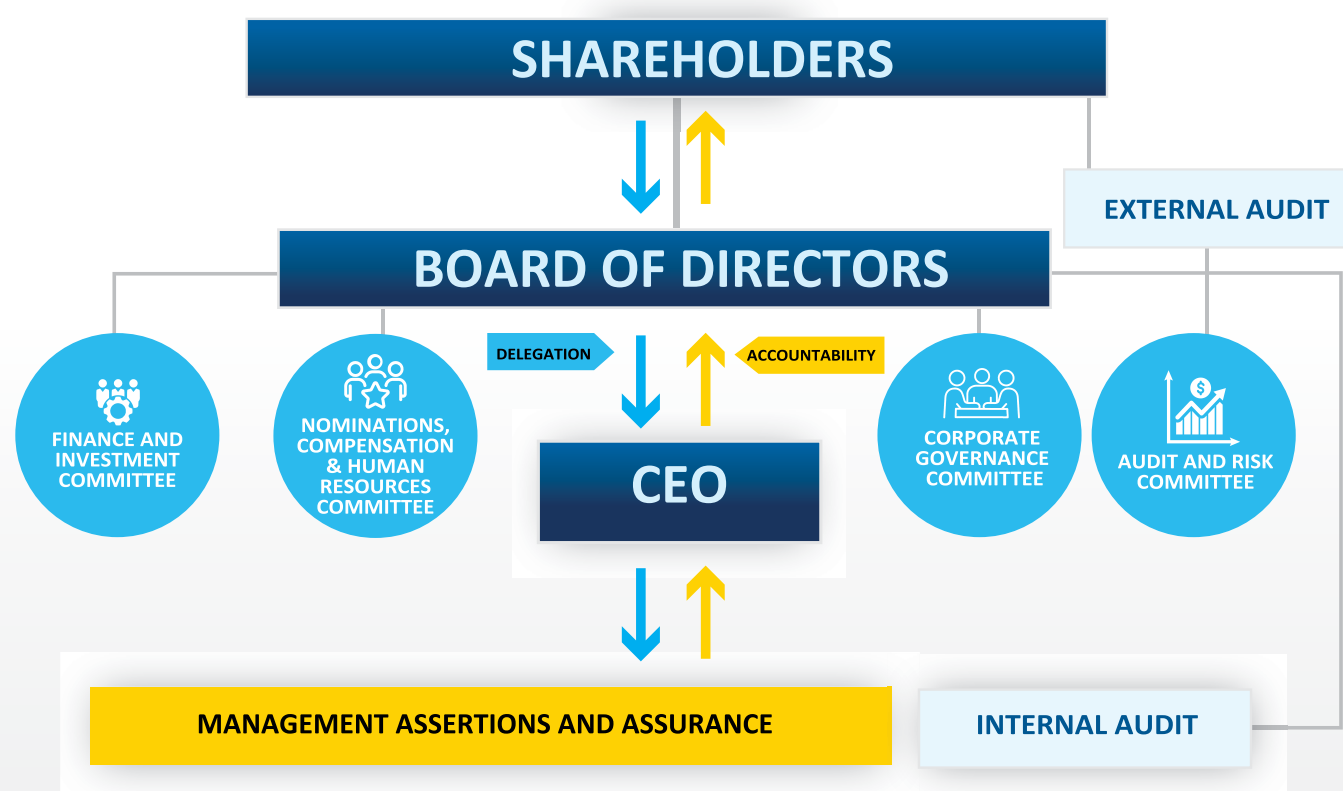 SHAREHOLDERS
EXTERNAL AUDIT
BOARD OF DIRECTORS
DELEGATION
ACCOUNTABILITY
FINANCE AND
INVESTMENT
COMMITTEE
NOMINATIONS,
COMPENSATION
& HUMAN
RESOURCES
COMMITTEE
CEO
CORPORATE
GOVERNANCE
COMMITTEE
$
AUDIT AND RISK
COMMITTEE
MANAGEMENT ASSERTIONS AND ASSURANCE
INTERNAL AUDIT